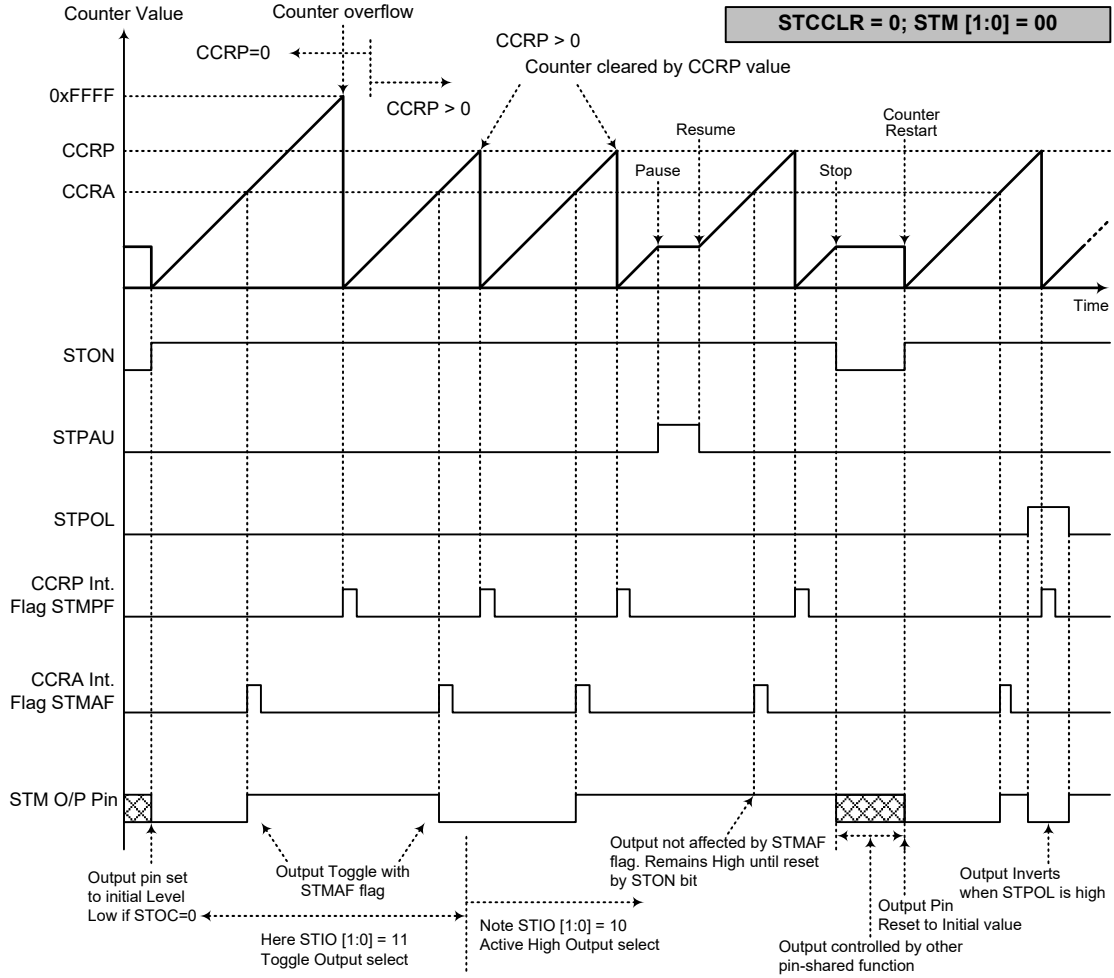 Counter Value
Counter overflow
STCCLR = 0; STM [1:0] = 00
CCRP=0
CCRP > 0
CCRP > 0
Counter cleared by CCRP value
0xFFFF
CCRP
CCRA
Pause
Resume
Stop
Counter
Restart
Time
STON
STPAU
STPOL
CCRP Int.
Flag STMPF
CCRA Int.
Flag STMAF
STM O/P Pin
Output pin set
to initial Level
Low if STOC=0
Output Toggle with
STMAF flag
Here STIO [1:0] = 11
Toggle Output select
Note STIO [1:0] = 10
Active High Output select
Output not affected by STMAF
flag. Remains High until reset
by STON bit
Output controlled by other
pin-shared function
Output Pin
Reset to Initial value
Output Inverts
when STPOL is high